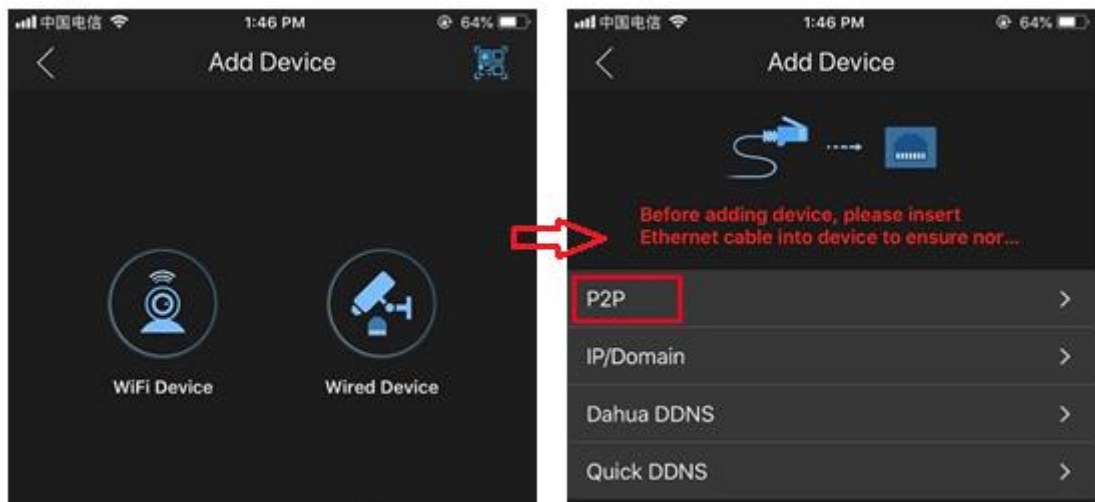 中国电信
1:46 PM
64%
Add Device
WiFi Device
Wired Device
中国电信
1:46 PM
64%
Add Device
Before adding device, please insert
Ethernet cable into device to ensure nor...
P2P
IP/Domain
Dahua DDNS
Quick DDNS